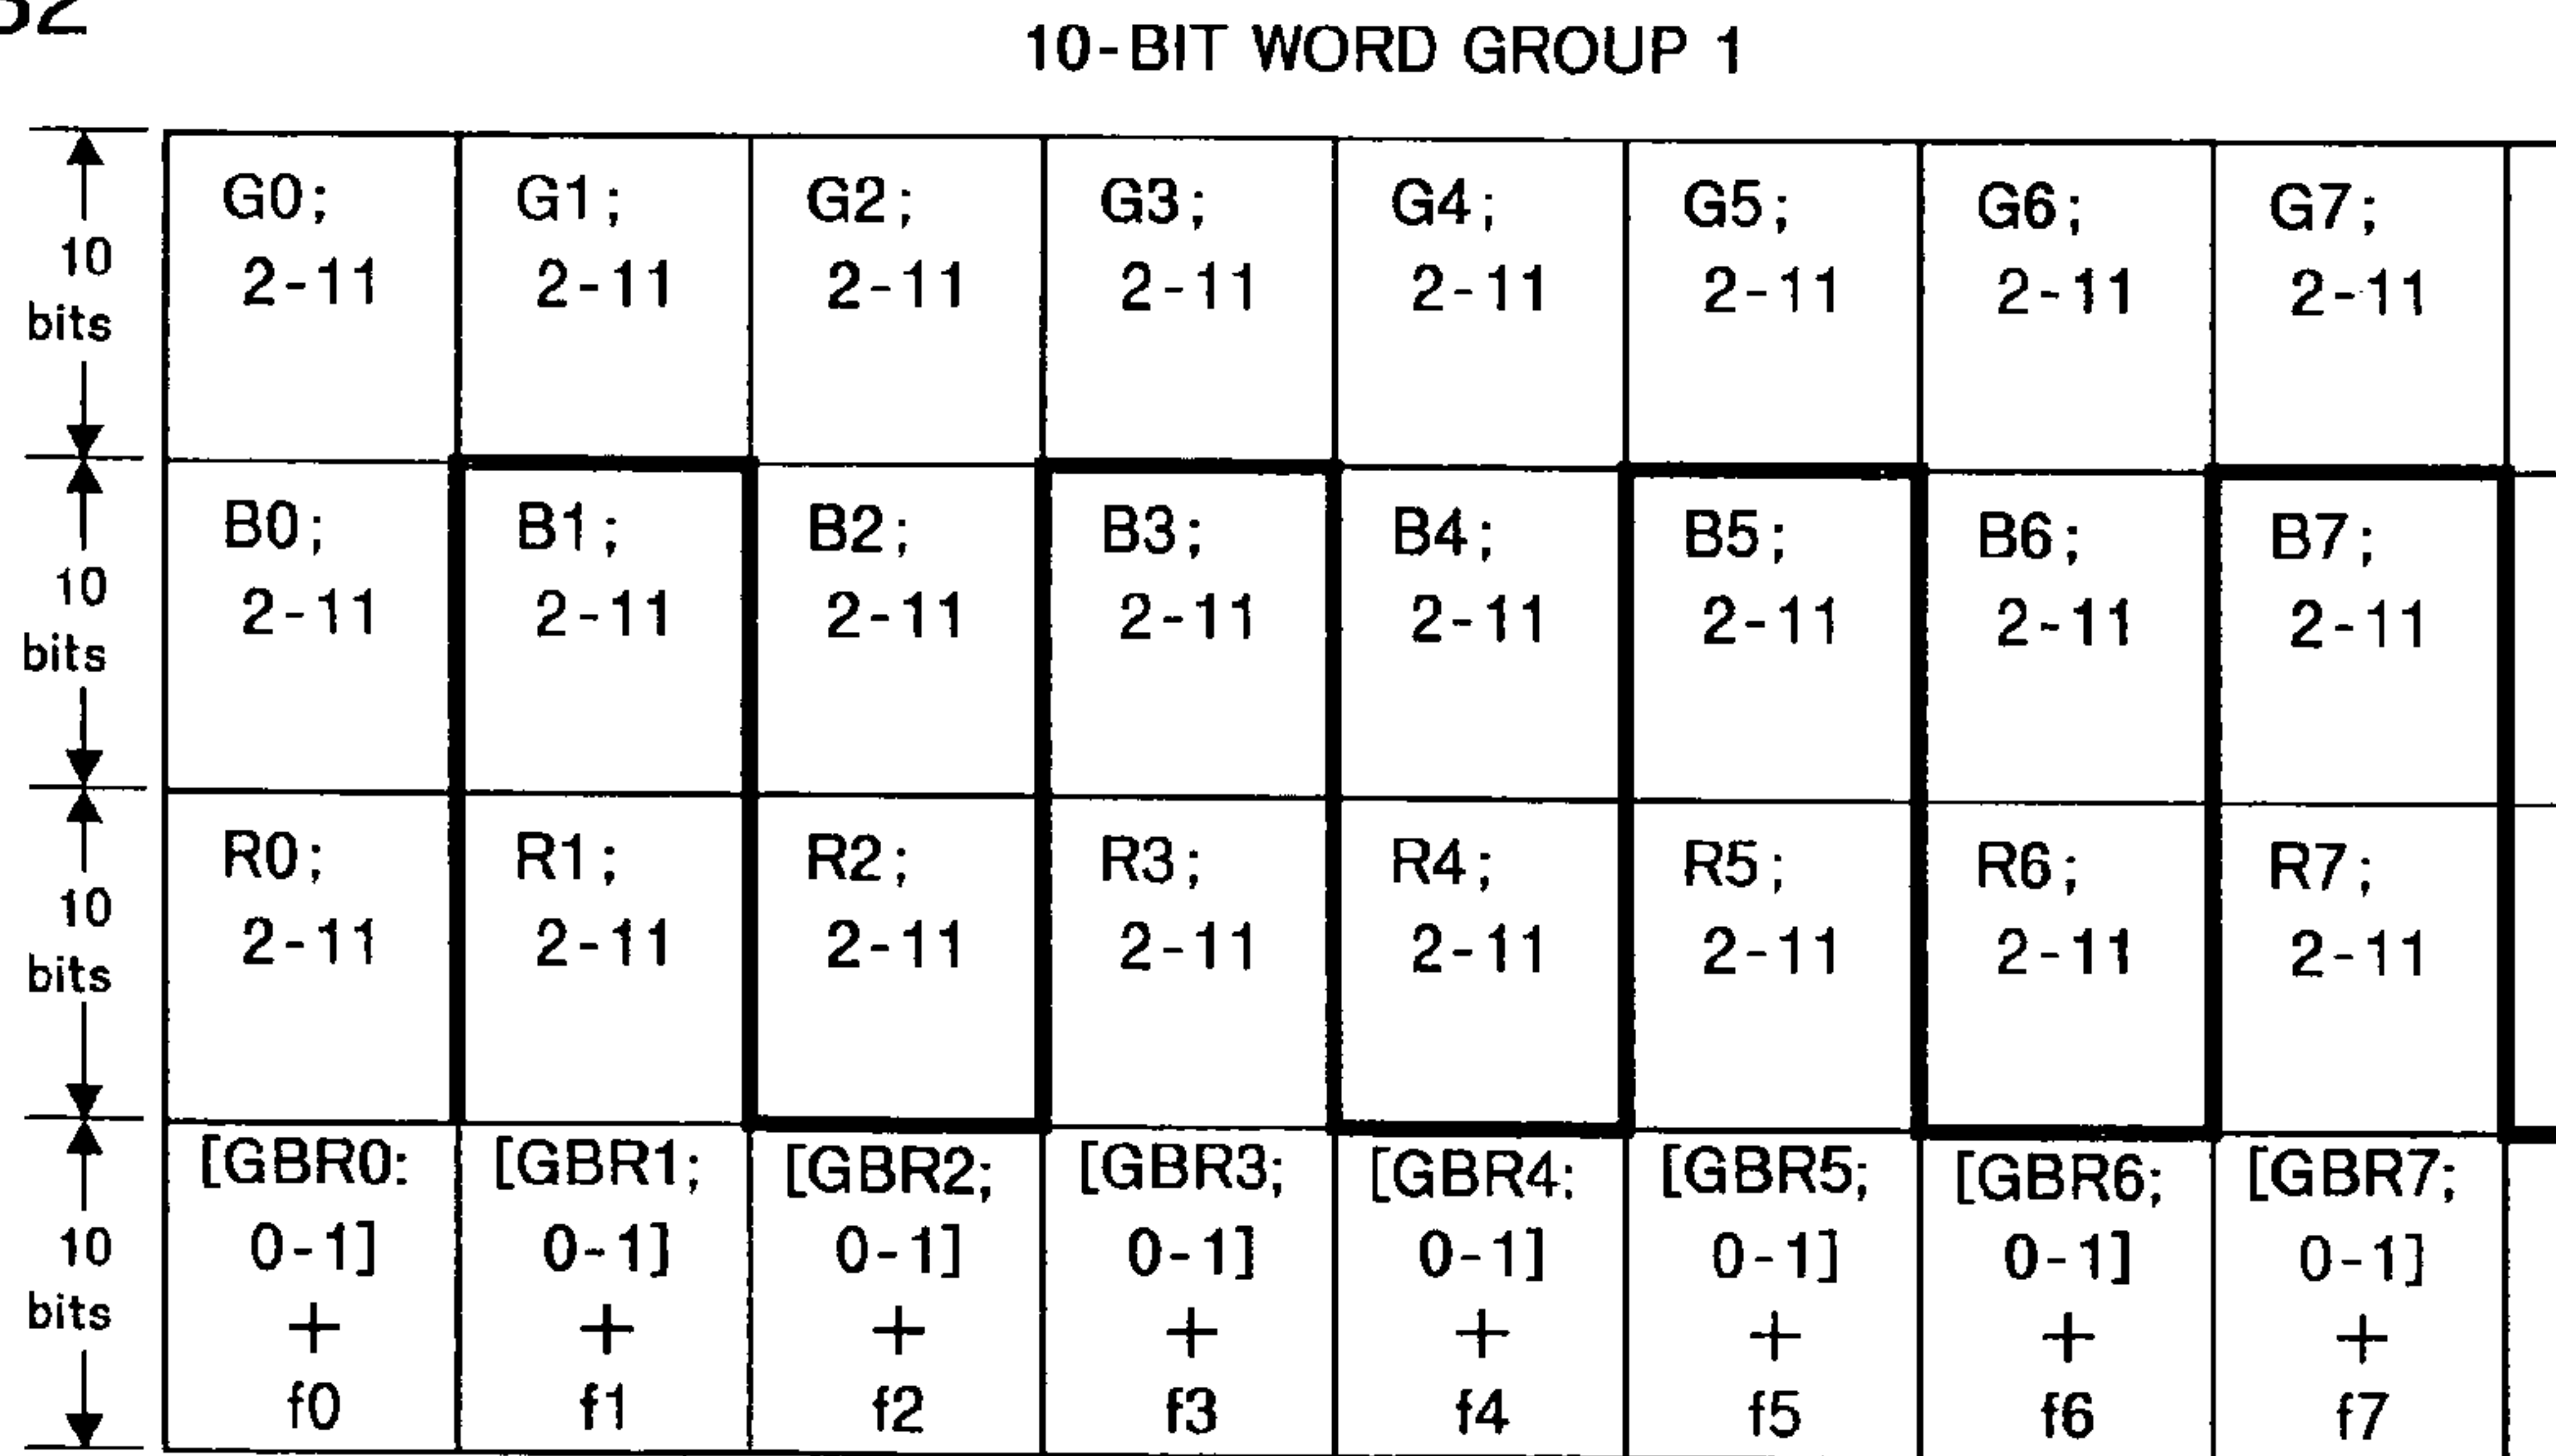 10-BIT WORD GROUP 1
10 bits
G0; G1; G2; G3; G4; G5; G6; G7;
2-11 2-11 2-11 2-11 2-11 2-11 2-11 2-11
10 bits
B0; B1; B2; B3; B4; B5; B6; B7;
2-11 2-11 2-11 2-11 2-11 2-11 2-11 2-11
10 bits
R0; R1; R2; R3; R4; R5; R6; R7;
2-11 2-11 2-11 2-11 2-11 2-11 2-11 2-11
10 bits
[GBR0: [GBR1; [GBR2; [GBR3; [GBR4: [GBR5; [GBR6; [GBR7;
0-1] 0-1] 0-1] 0-1] 0-1] 0-1] 0-1] 0-1]
+ + + + + + + +
f0 f1 f2 f3 f4 f5 f6 f7